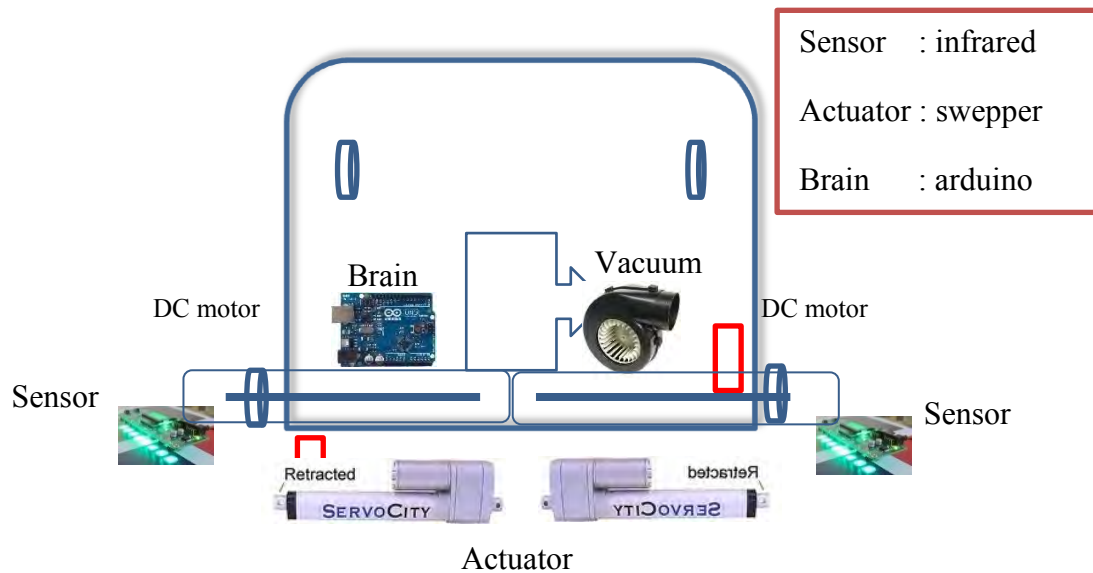 Sensor : infrared
Actuator : swepper
Brain : arduino
Brain
Vacuum
DC motor
DC motor
Sensor
Sensor
Retracted
Retracted
SERVOCITY
SERVOCITY
Actuator